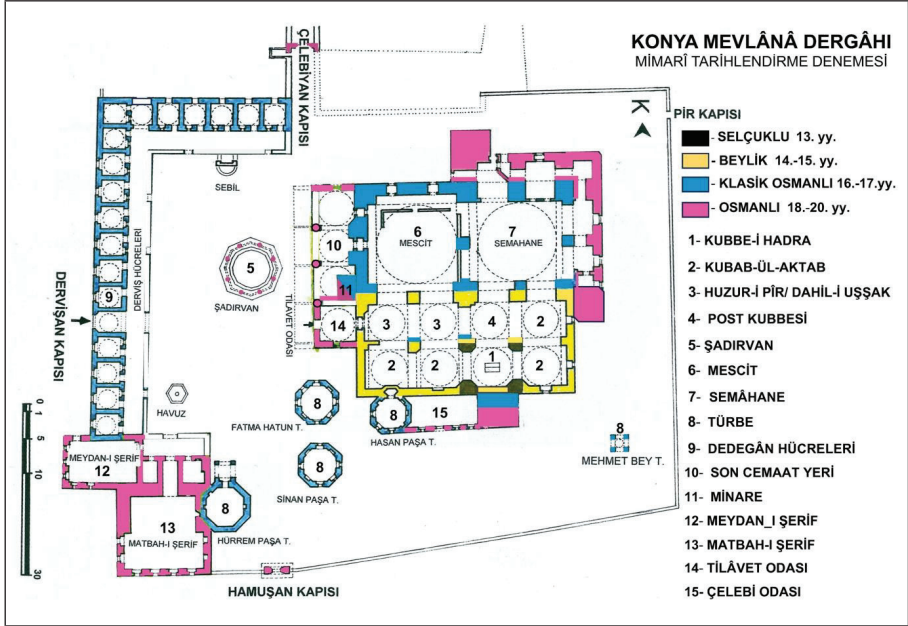 KONYA MEVLÂNÂ DERGÂHI
MİMARÎ TARİHLENDİRME DENEMESİ
PİR KAPISI
- SELÇUKLU 13. yy.
- BEYLİK 14.-15. yy.
- KLASİK OSMANLI 16.-17.yy.
- OSMANLI 18.-20. yy.
1- KUBBE-İ HADRA
2- KUBAB-ÜL-AKTAB
3- HUZUR-İ PÎR/ DAHİL-İ UŞŞAK
4- POST KUBBESİ
5- ŞADIRVAN
6- MESCİT
7- SEMÂHANE
8- TÜRBE
9- DEDEGÂN HÜCRELERİ
10- SON CEMAAT YERİ
11- MİNARE
12- MEYDAN_I ŞERİF
13- MATBAH-I ŞERİF
14- TİLÂVET ODASI
15- ÇELEBİ ODASI
K
ÇELEBİYAN KAPISI
SEBİL
DERVİŞ HÜCRELERİ
DERVİŞAN KAPISI
9
5
ŞADIRVAN
TİLAVET ODASI
10
11
14
6
MESCİT
7
SEMAHANE
3
3
4
2
2
2
1
2
HAVUZ
8
FATMA HATUN T.
8
HASAN PAŞA T.
15
8
SİNAN PAŞA T.
8
MEHMET BEY T.
MEYDAN-I ŞERİF
12
13
MATBAH-I ŞERİF
8
HÜRREM PAŞA T.
HAMUŞAN KAPISI
0
1
5
10
30